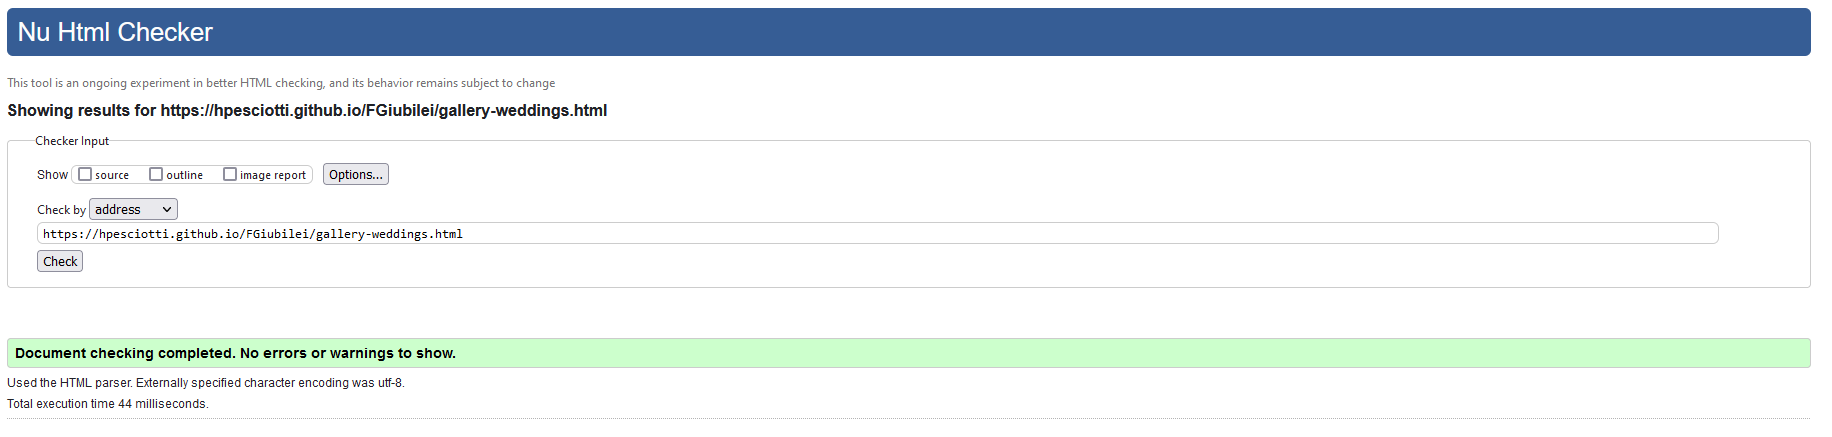 Nu Html Checker
This tool is an ongoing experiment in better HTML checking, and its behavior remains subject to change
Showing results for https://hpesciotti.github.io/FGiubilei/gallery-weddings.html
Checker Input
Show source outline image report Options...
Check by address
https://hpesciotti.github.io/FGiubilei/gallery-weddings.html
Check
Document checking completed. No errors or warnings to show.
Used the HTML parser. Externally specified character encoding was utf-8.
Total execution time 44 milliseconds.